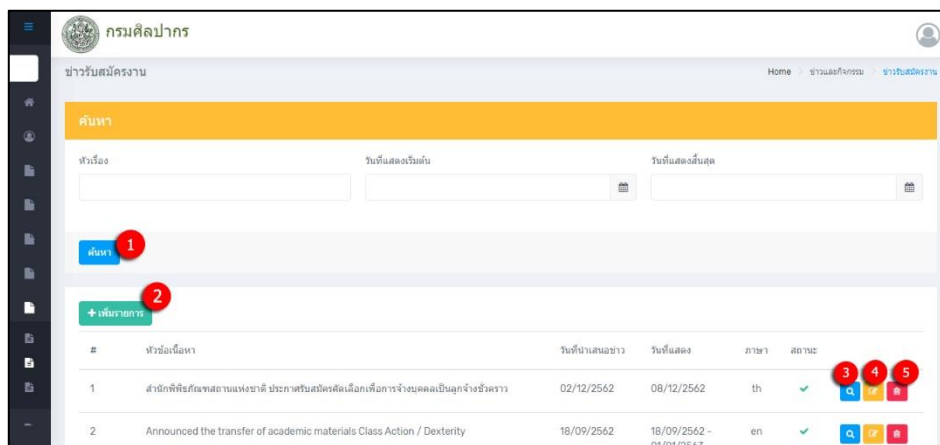 กรมศิลปากร
ข่าวรับสมัครงาน
Home > ข่าวและกิจกรรม > ข่าวรับสมัครงาน
ค้นหา
หัวเรื่อง วันที่แสดงเริ่มต้น วันที่แสดงสิ้นสุด
ค้นหา 1
2
+ เพิ่มรายการ
# หัวข้อเนื้อหา วันที่นำเสนอข่าว วันที่แสดง ภาษา สถานะ
3 4 5
1 สำนักพิพิธภัณฑสถานแห่งชาติ ประกาศรับสมัครคัดเลือกเพื่อการจ้างบุคคลเป็นลูกจ้างชั่วคราว 02/12/2562 08/12/2562 th
2 Announced the transfer of academic materials Class Action / Dexterity 18/09/2562 18/09/2562 - en